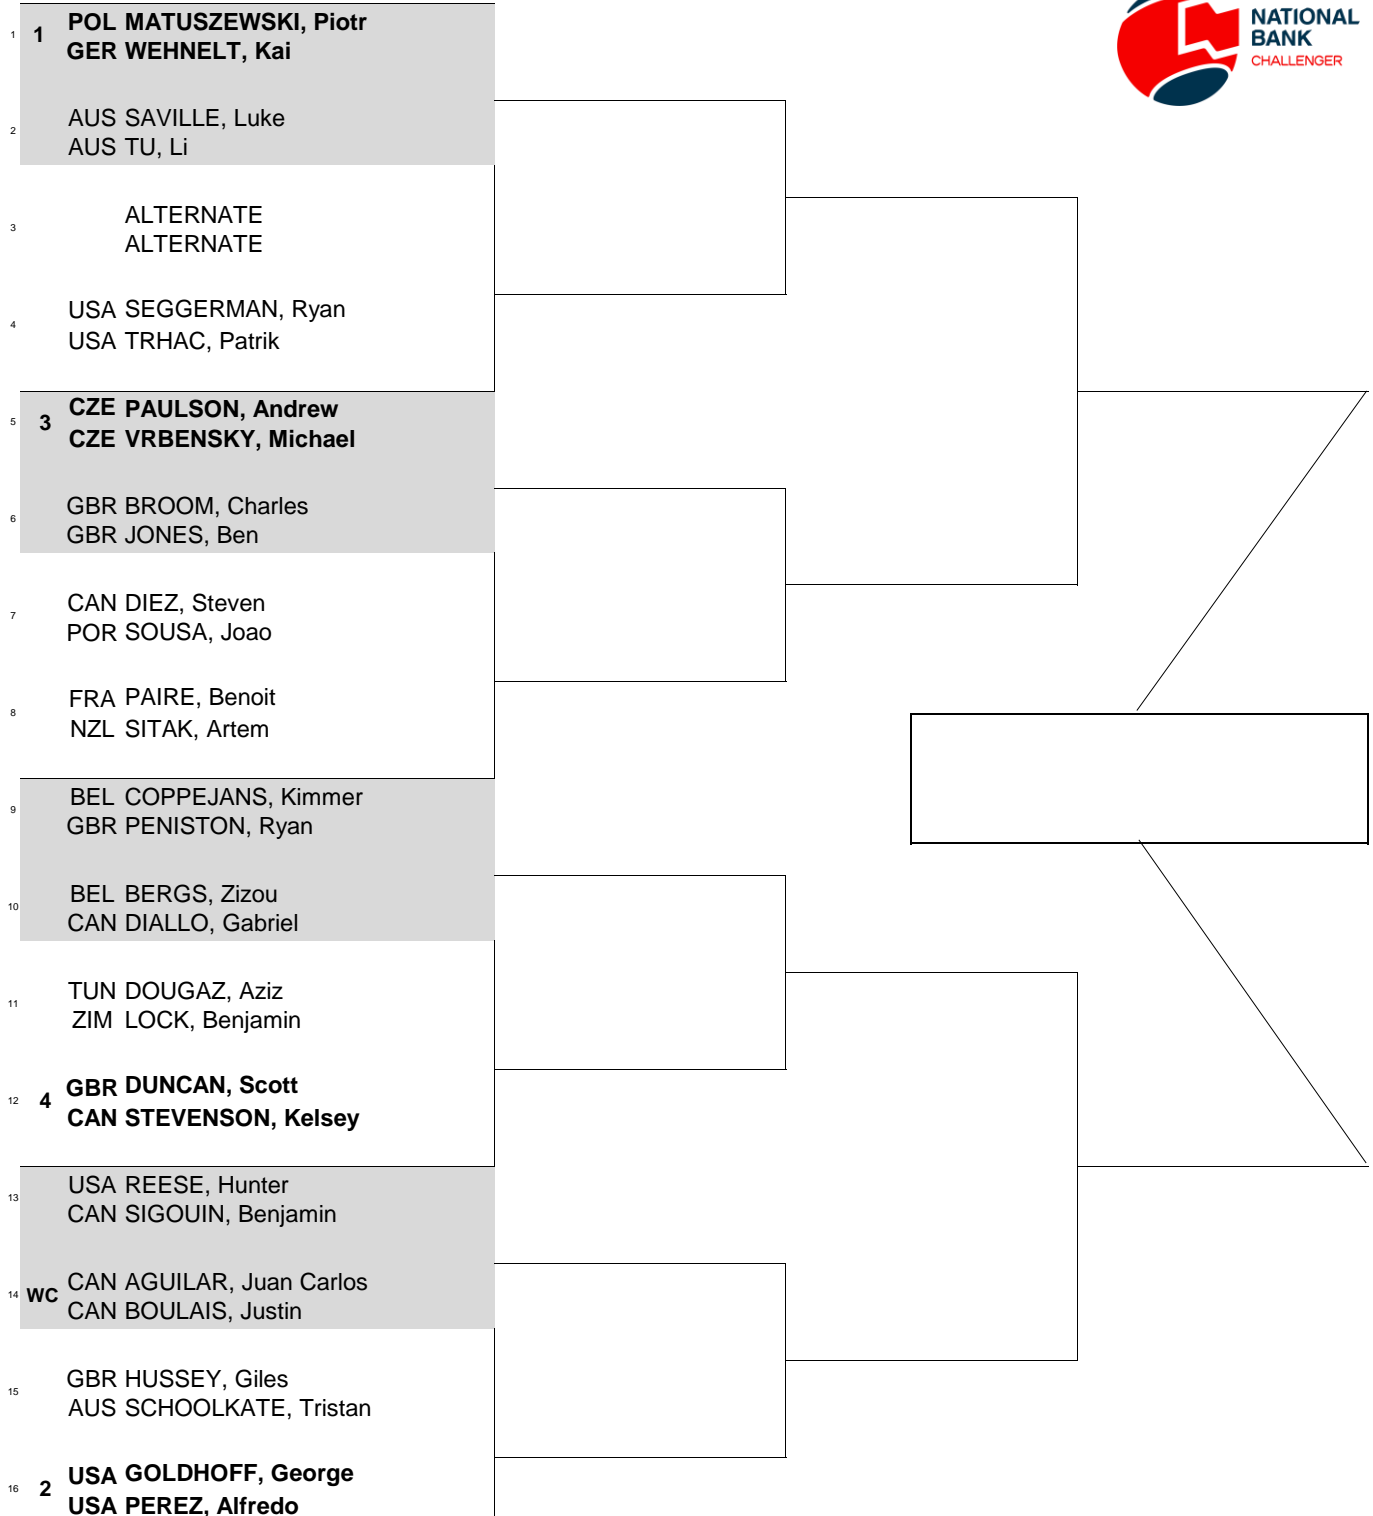 NATIONAL
BANK
CHALLENGER
1 1 POL MATUSZEWSKI, Piotr
GER WEHNELT, Kai
2 AUS SAVILLE, Luke
AUS TU, Li
3 ALTERNATE
ALTERNATE
4 USA SEGGERMAN, Ryan
USA TRHAC, Patrik
5 3 CZE PAULSON, Andrew
CZE VRBENSKY, Michael
6 GBR BROOM, Charles
GBR JONES, Ben
7 CAN DIEZ, Steven
POR SOUSA, Joao
8 FRA PAIRE, Benoit
NZL SITAK, Artem
9 BEL COPPEJANS, Kimmer
GBR PENISTON, Ryan
10 BEL BERGS, Zizou
CAN DIALLO, Gabriel
11 TUN DOUGAZ, Aziz
ZIM LOCK, Benjamin
12 4 GBR DUNCAN, Scott
CAN STEVENSON, Kelsey
13 USA REESE, Hunter
CAN SIGOUIN, Benjamin
14 WC CAN AGUILAR, Juan Carlos
CAN BOULAIS, Justin
15 GBR HUSSEY, Giles
AUS SCHOOLKATE, Tristan
16 2 USA GOLDHOFF, George
USA PEREZ, Alfredo